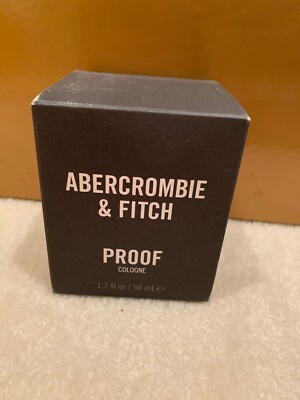 ABERCROMBIE
& FITCH
PROOF
COLOGNE
1.7 fl oz / 50 mL e